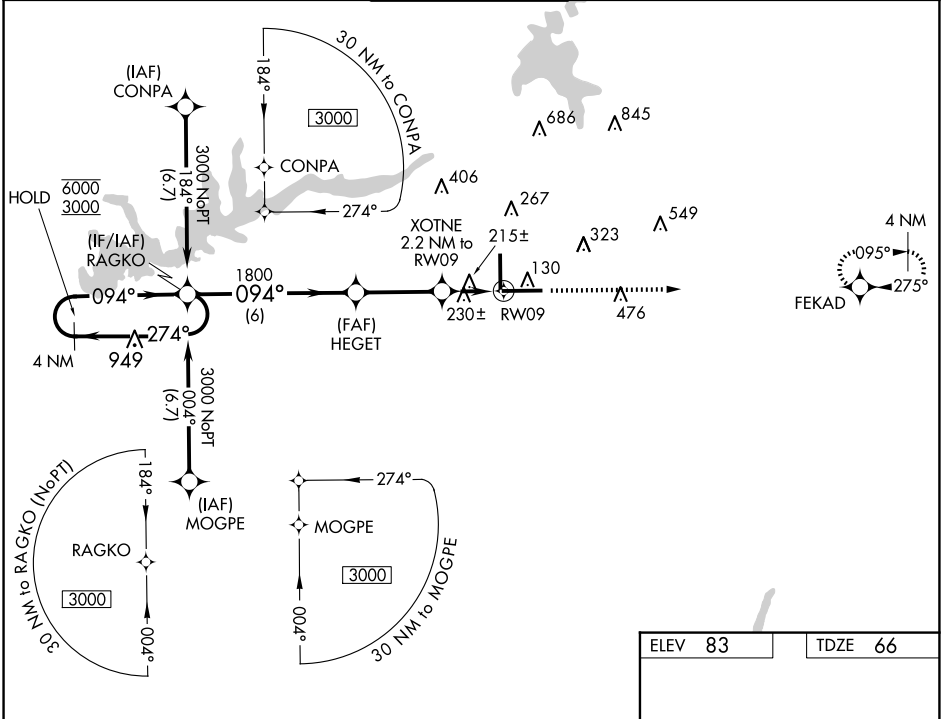 30 NM to CONPA
184°
3000
CONPA
274°
(IAF)
CONPA
3000 NoPT
184°
(6.7)
HOLD
6000
3000
(IF/IAF)
RAGKO
094°
274°
4 NM
949
1800
094°
(6)
(FAF)
HEGET
XOTNE
2.2 NM to
RW09
215±
230±
RW09
130
406
267
686
845
323
549
476
4 NM
095°
275°
FEKAD
3000 NoPT
004°
(6.7)
(IAF)
MOGPE
30 NM to RAGKO (NoPT)
184°
RAGKO
3000
004°
274°
MOGPE
3000
004°
30 NM to MOGPE
ELEV 83
TDZE 66